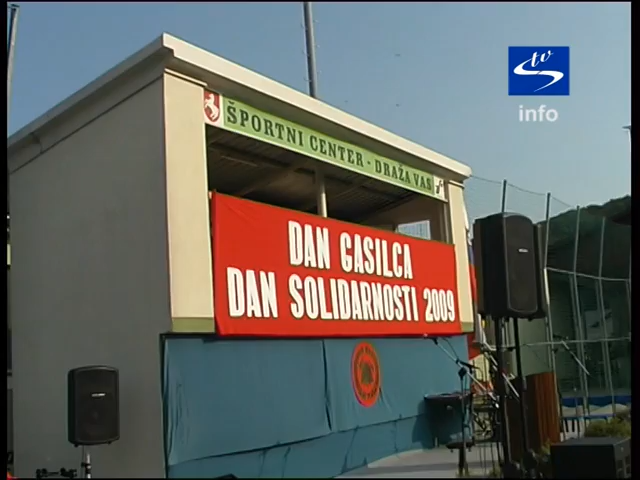 tv
S
info
ŠPORTNI CENTER - DRAŽA VAS
DAN GASILCA
DAN SOLIDARNOSTI 2009